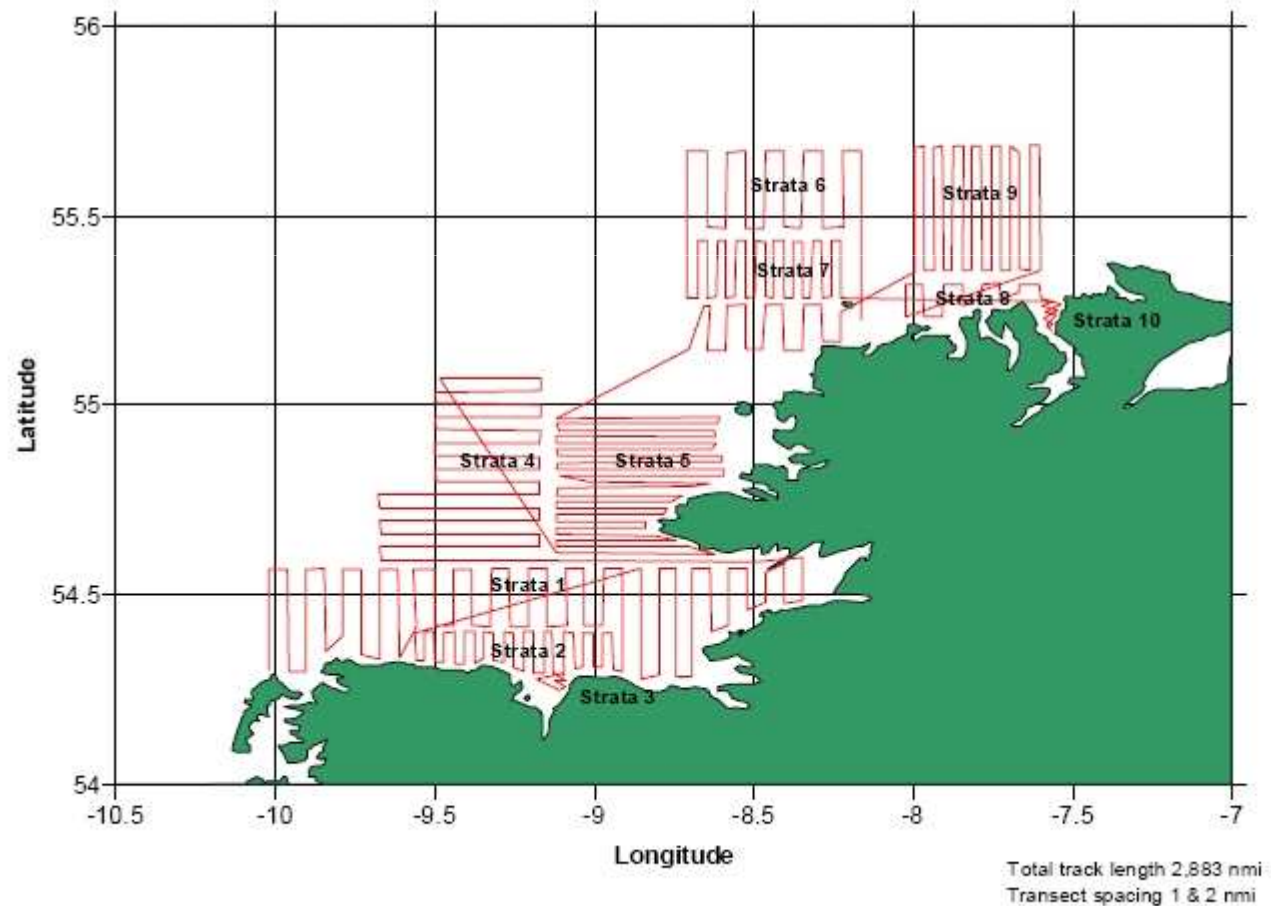 56
55.5
55
54.5
54
Latitude
Strata 6
Strata 9
Strata 7
Strata 8
Strata 10
Strata 4
Strata 5
Strata 1
Strata 2
Strata 3
-10.5
-10
-9.5
-9
-8.5
-8
-7.5
-7
Longitude
Total track length 2,883 nmi
Transect spacing 1 & 2 nmi